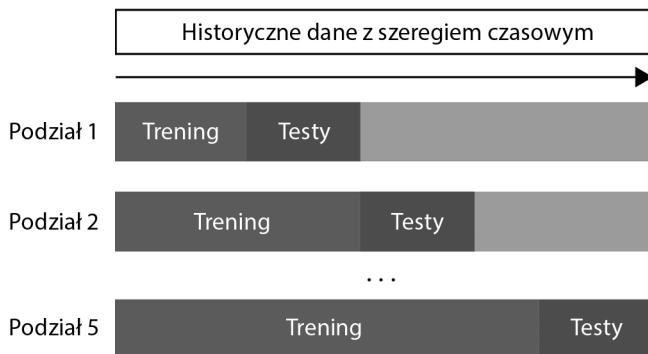 Historyczne dane z szeregiem czasowym
Podział 1 Trening Testy
Podział 2 Trening Testy
...
Podział 5 Trening Testy